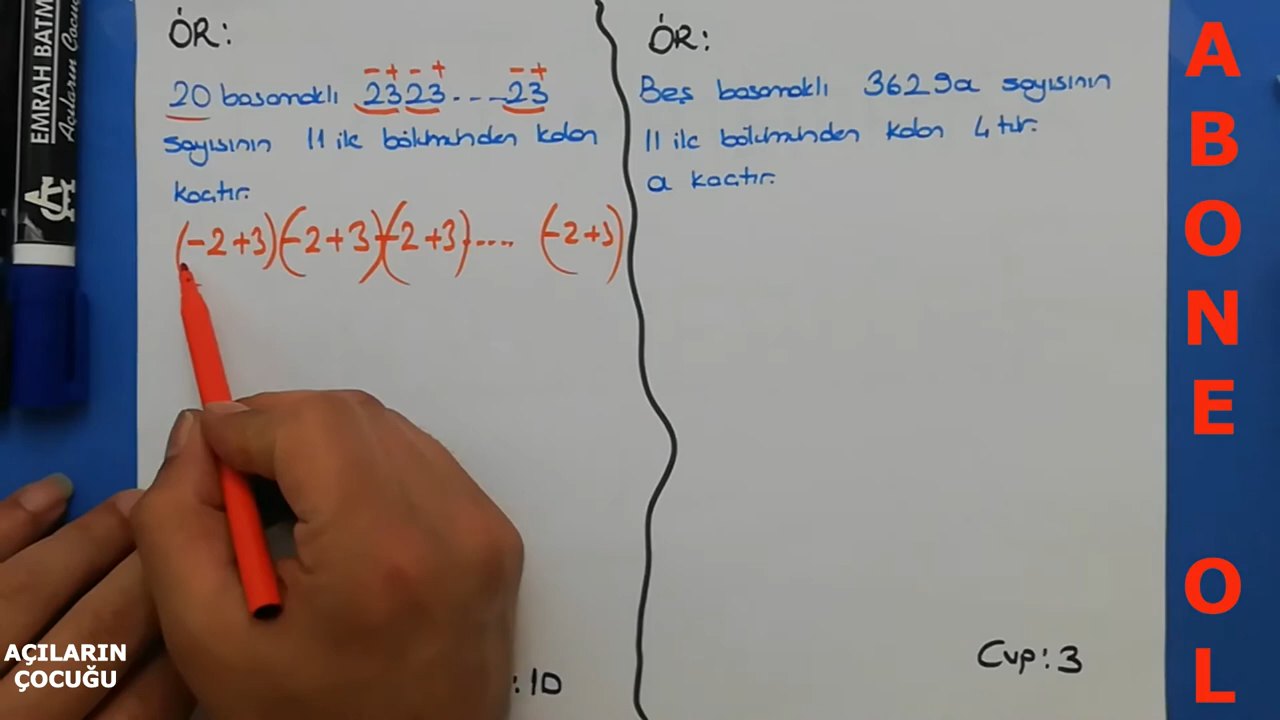 ÖR:
20 basamaklı 2323....23
sayısının 11 ile bölümünden kalan
kaçtır.
- + - + - +
(-2+3)(-2+3)(-2+3).... (-2+3)
: 10
ÖR:
Beş basamaklı 3629a sayısının
11 ile bölümünden kalan 4 tür.
a kaçtır.
Cvp: 3
EMRAH BATM
Açıların Çocu
AÇILARIN
ÇOCUĞU
ABONE
OL